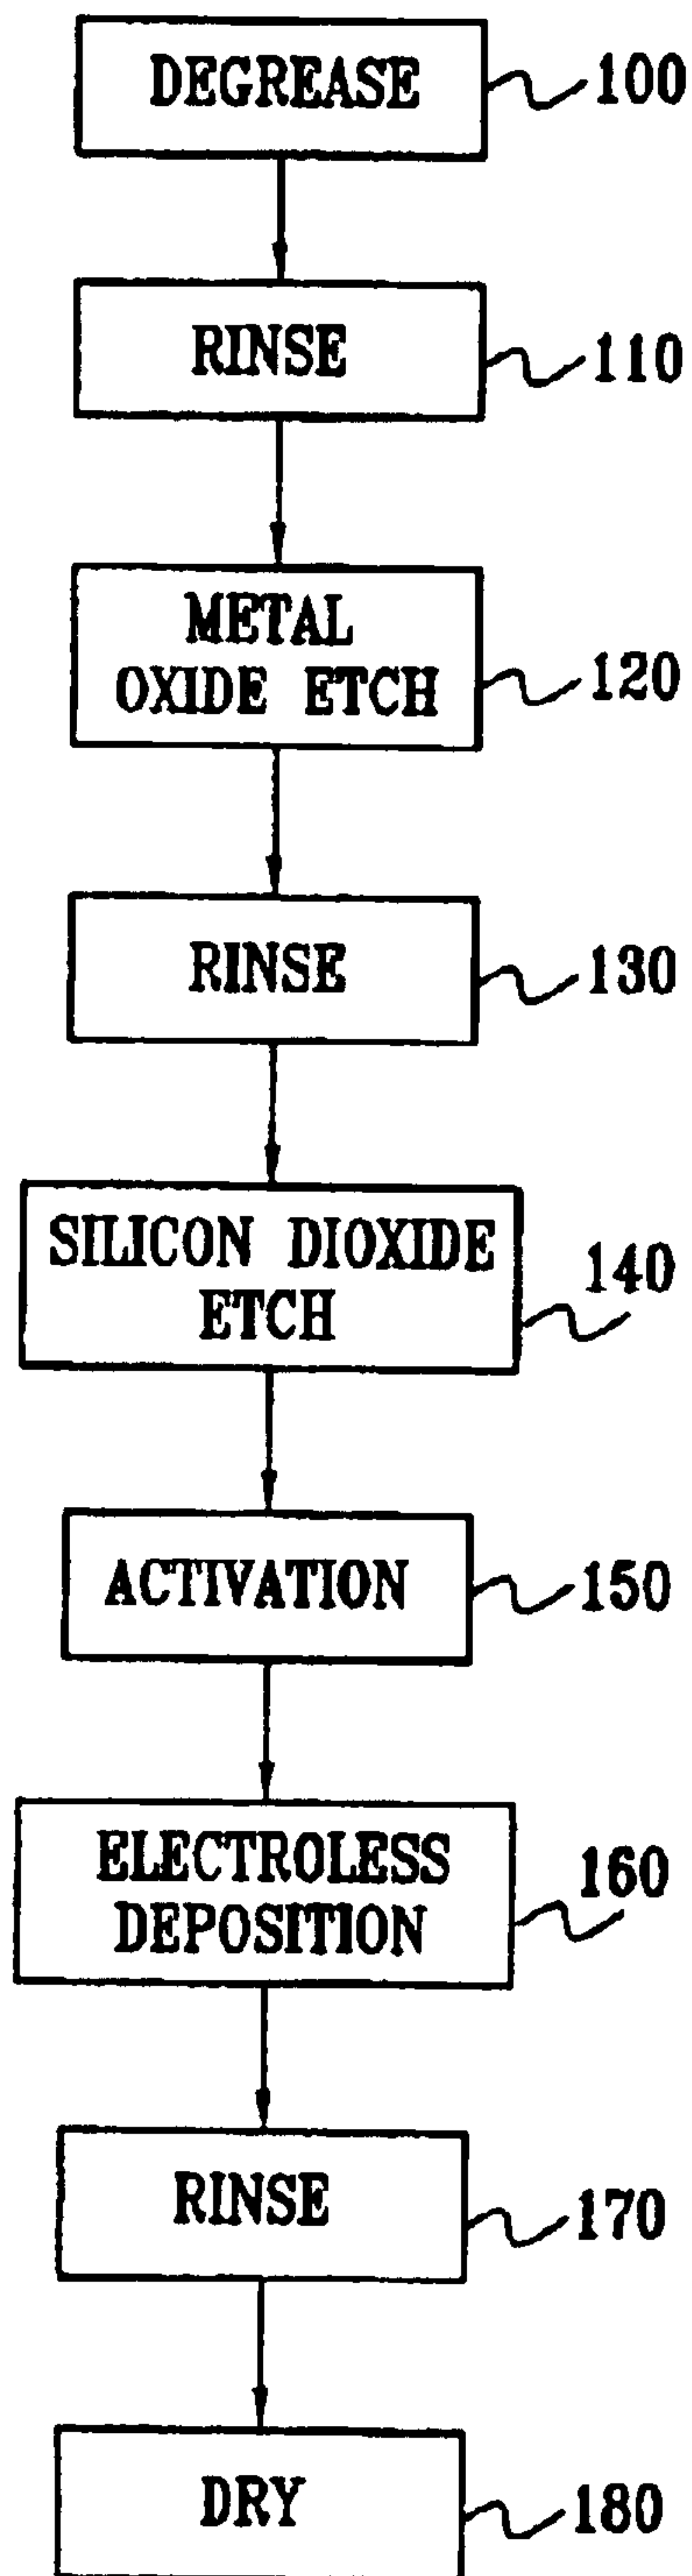 DEGREASE 100
RINSE 110
METAL
OXIDE ETCH 120
RINSE 130
SILICON DIOXIDE
ETCH 140
ACTIVATION 150
ELECTROLESS
DEPOSITION 160
RINSE 170
DRY 180